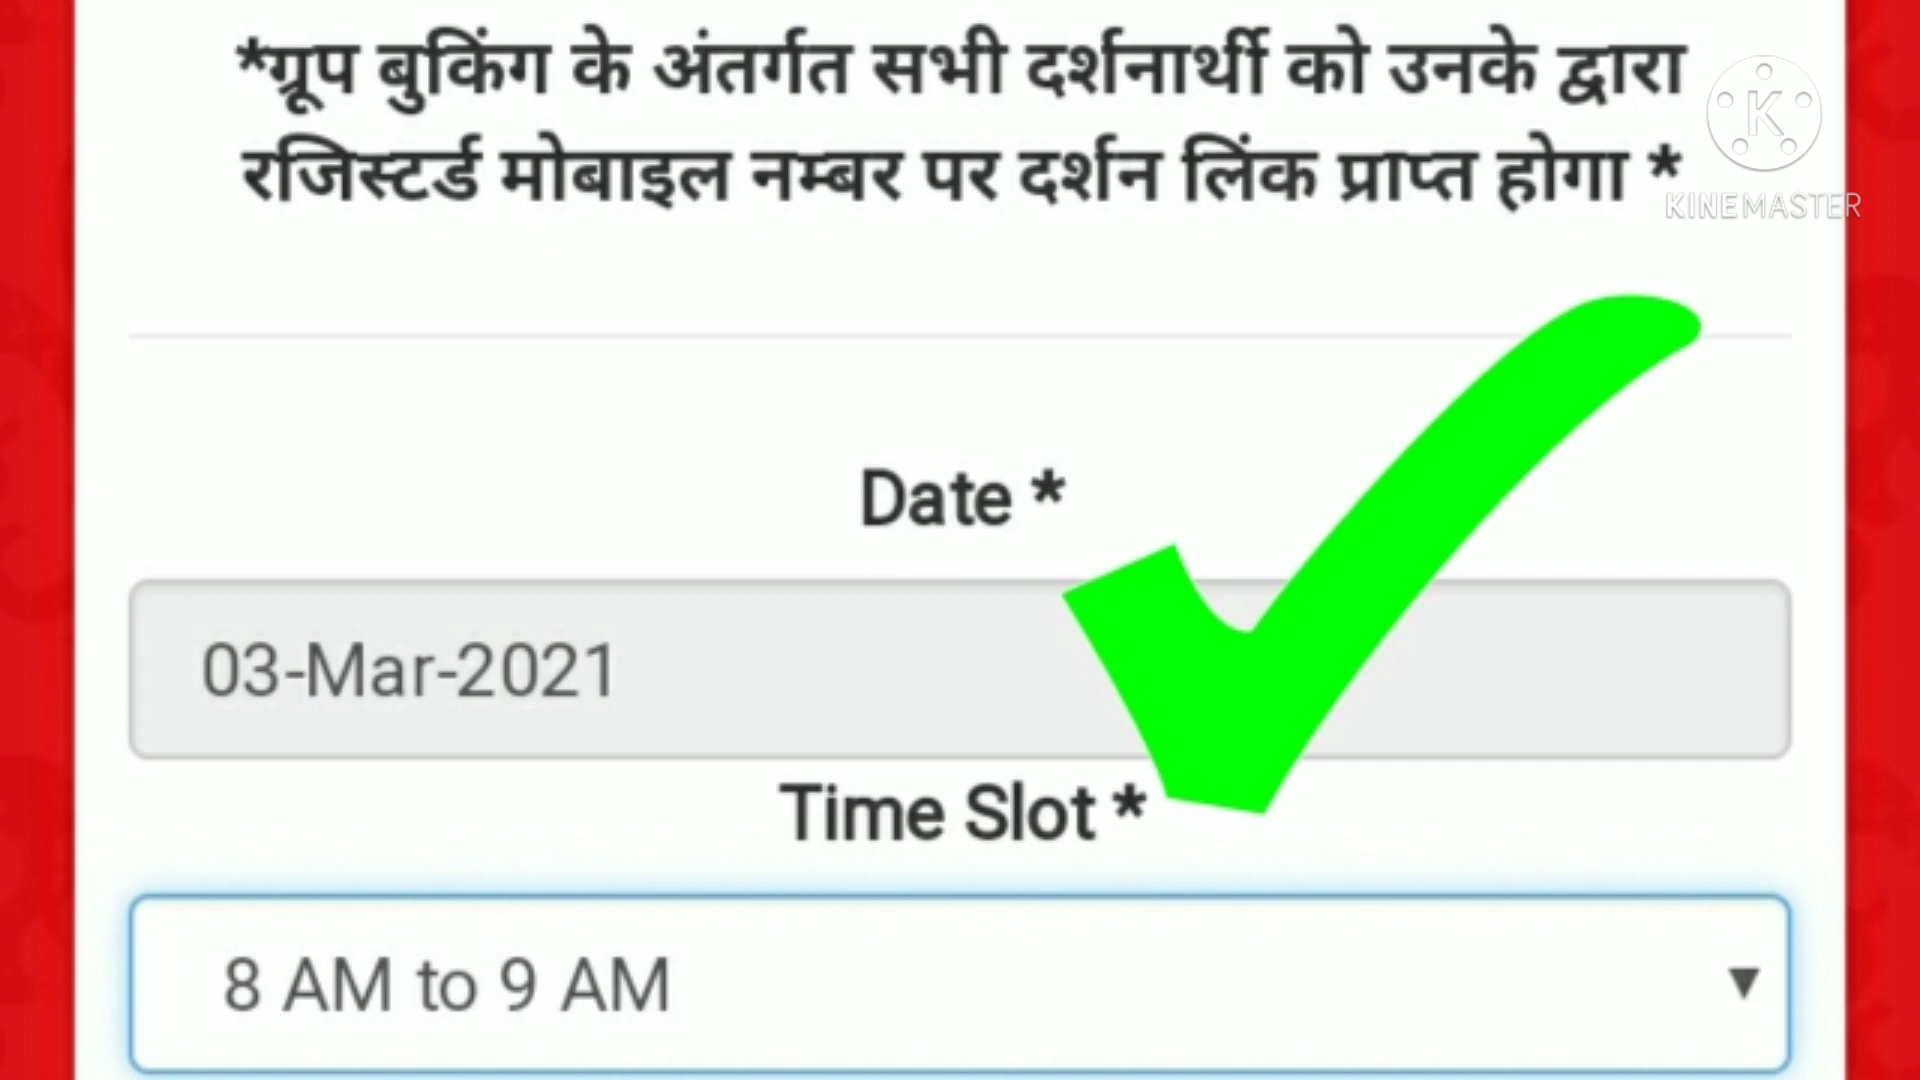 *ग्रूप बुकिंग के अंतर्गत सभी दर्शनार्थी को उनके द्वारा
रजिस्टर्ड मोबाइल नम्बर पर दर्शन लिंक प्राप्त होगा *
K
KINEMASTER
Date *
03-Mar-2021
Time Slot *
8 AM to 9 AM